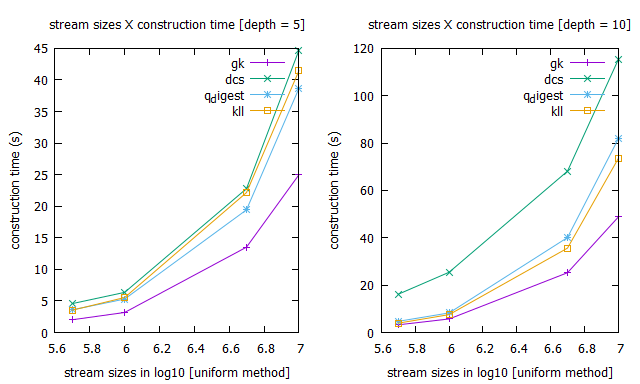 stream sizes X construction time [depth = 5]
45
40
35
30
25
20
15
10
5
0
construction time (s)
gk
dcs
qdigest
kll
5.6 5.8 6 6.2 6.4 6.6 6.8 7
stream sizes in log10 [uniform method]
stream sizes X construction time [depth = 10]
120
100
80
60
40
20
0
construction time (s)
gk
dcs
qdigest
kll
5.6 5.8 6 6.2 6.4 6.6 6.8 7
stream sizes in log10 [uniform method]